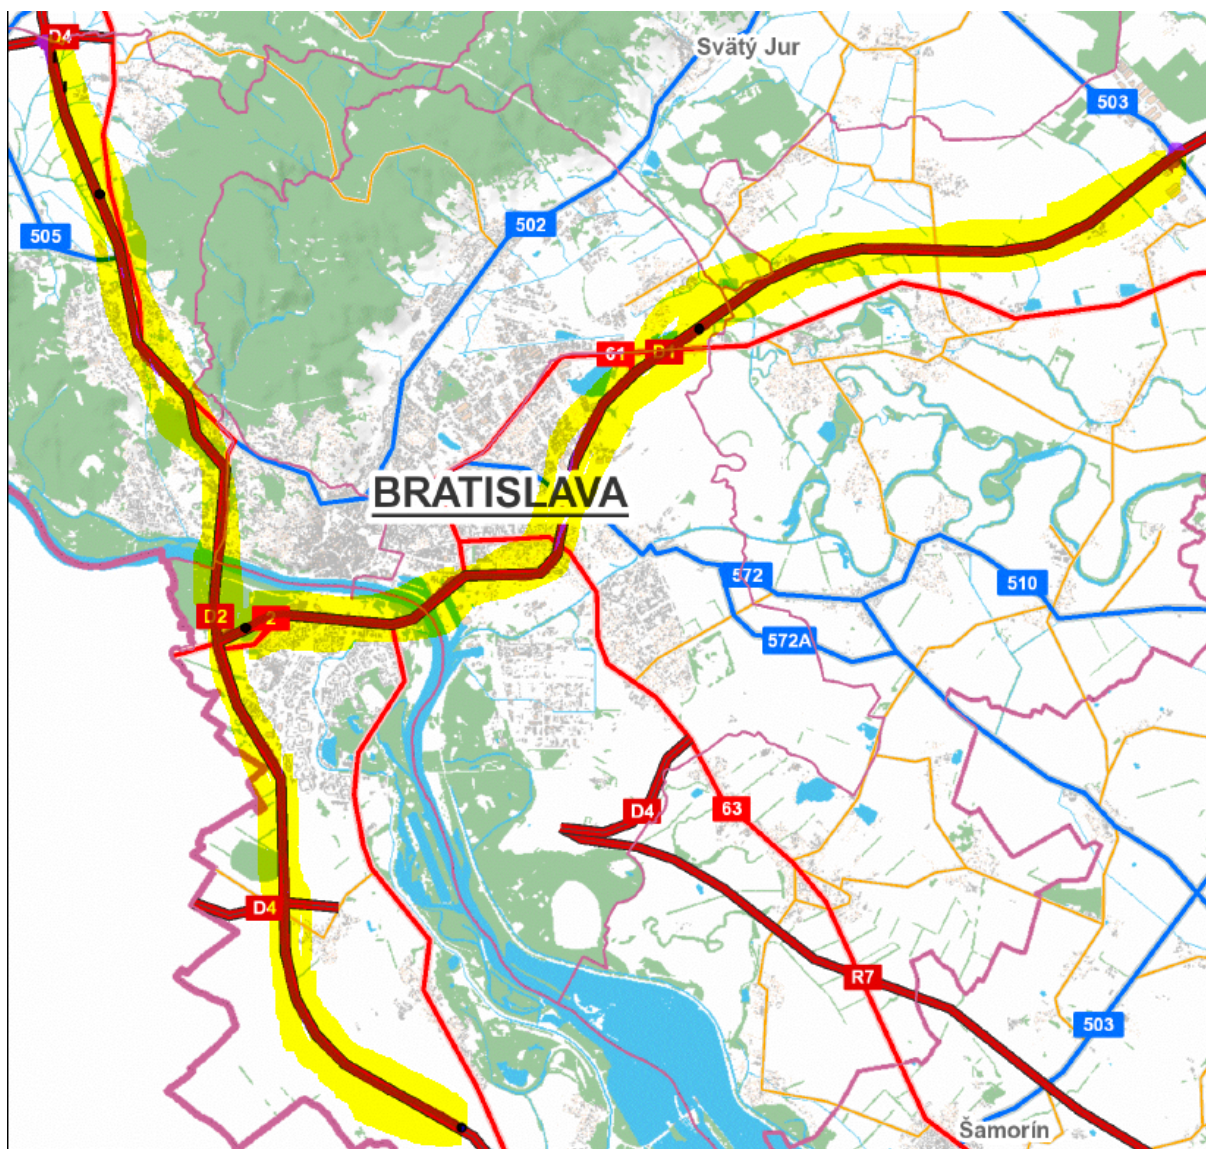 D4
Svätý Jur
503
502
505
61
D1
BRATISLAVA
572
510
D2
2
572A
D4
63
D4
R7
503
Šamorín